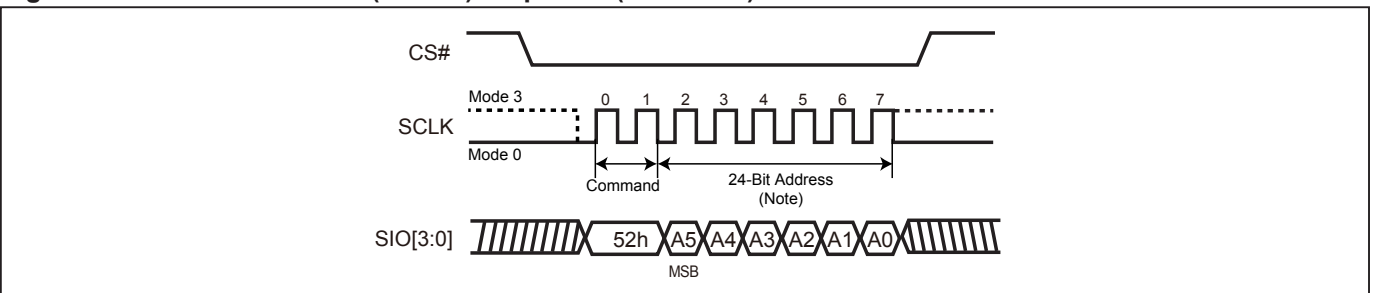 CS#
Mode 3
0 1 2 3 4 5 6 7
SCLK
Mode 0
Command
24-Bit Address
(Note)
SIO[3:0]
52h A5 A4 A3 A2 A1 A0
MSB